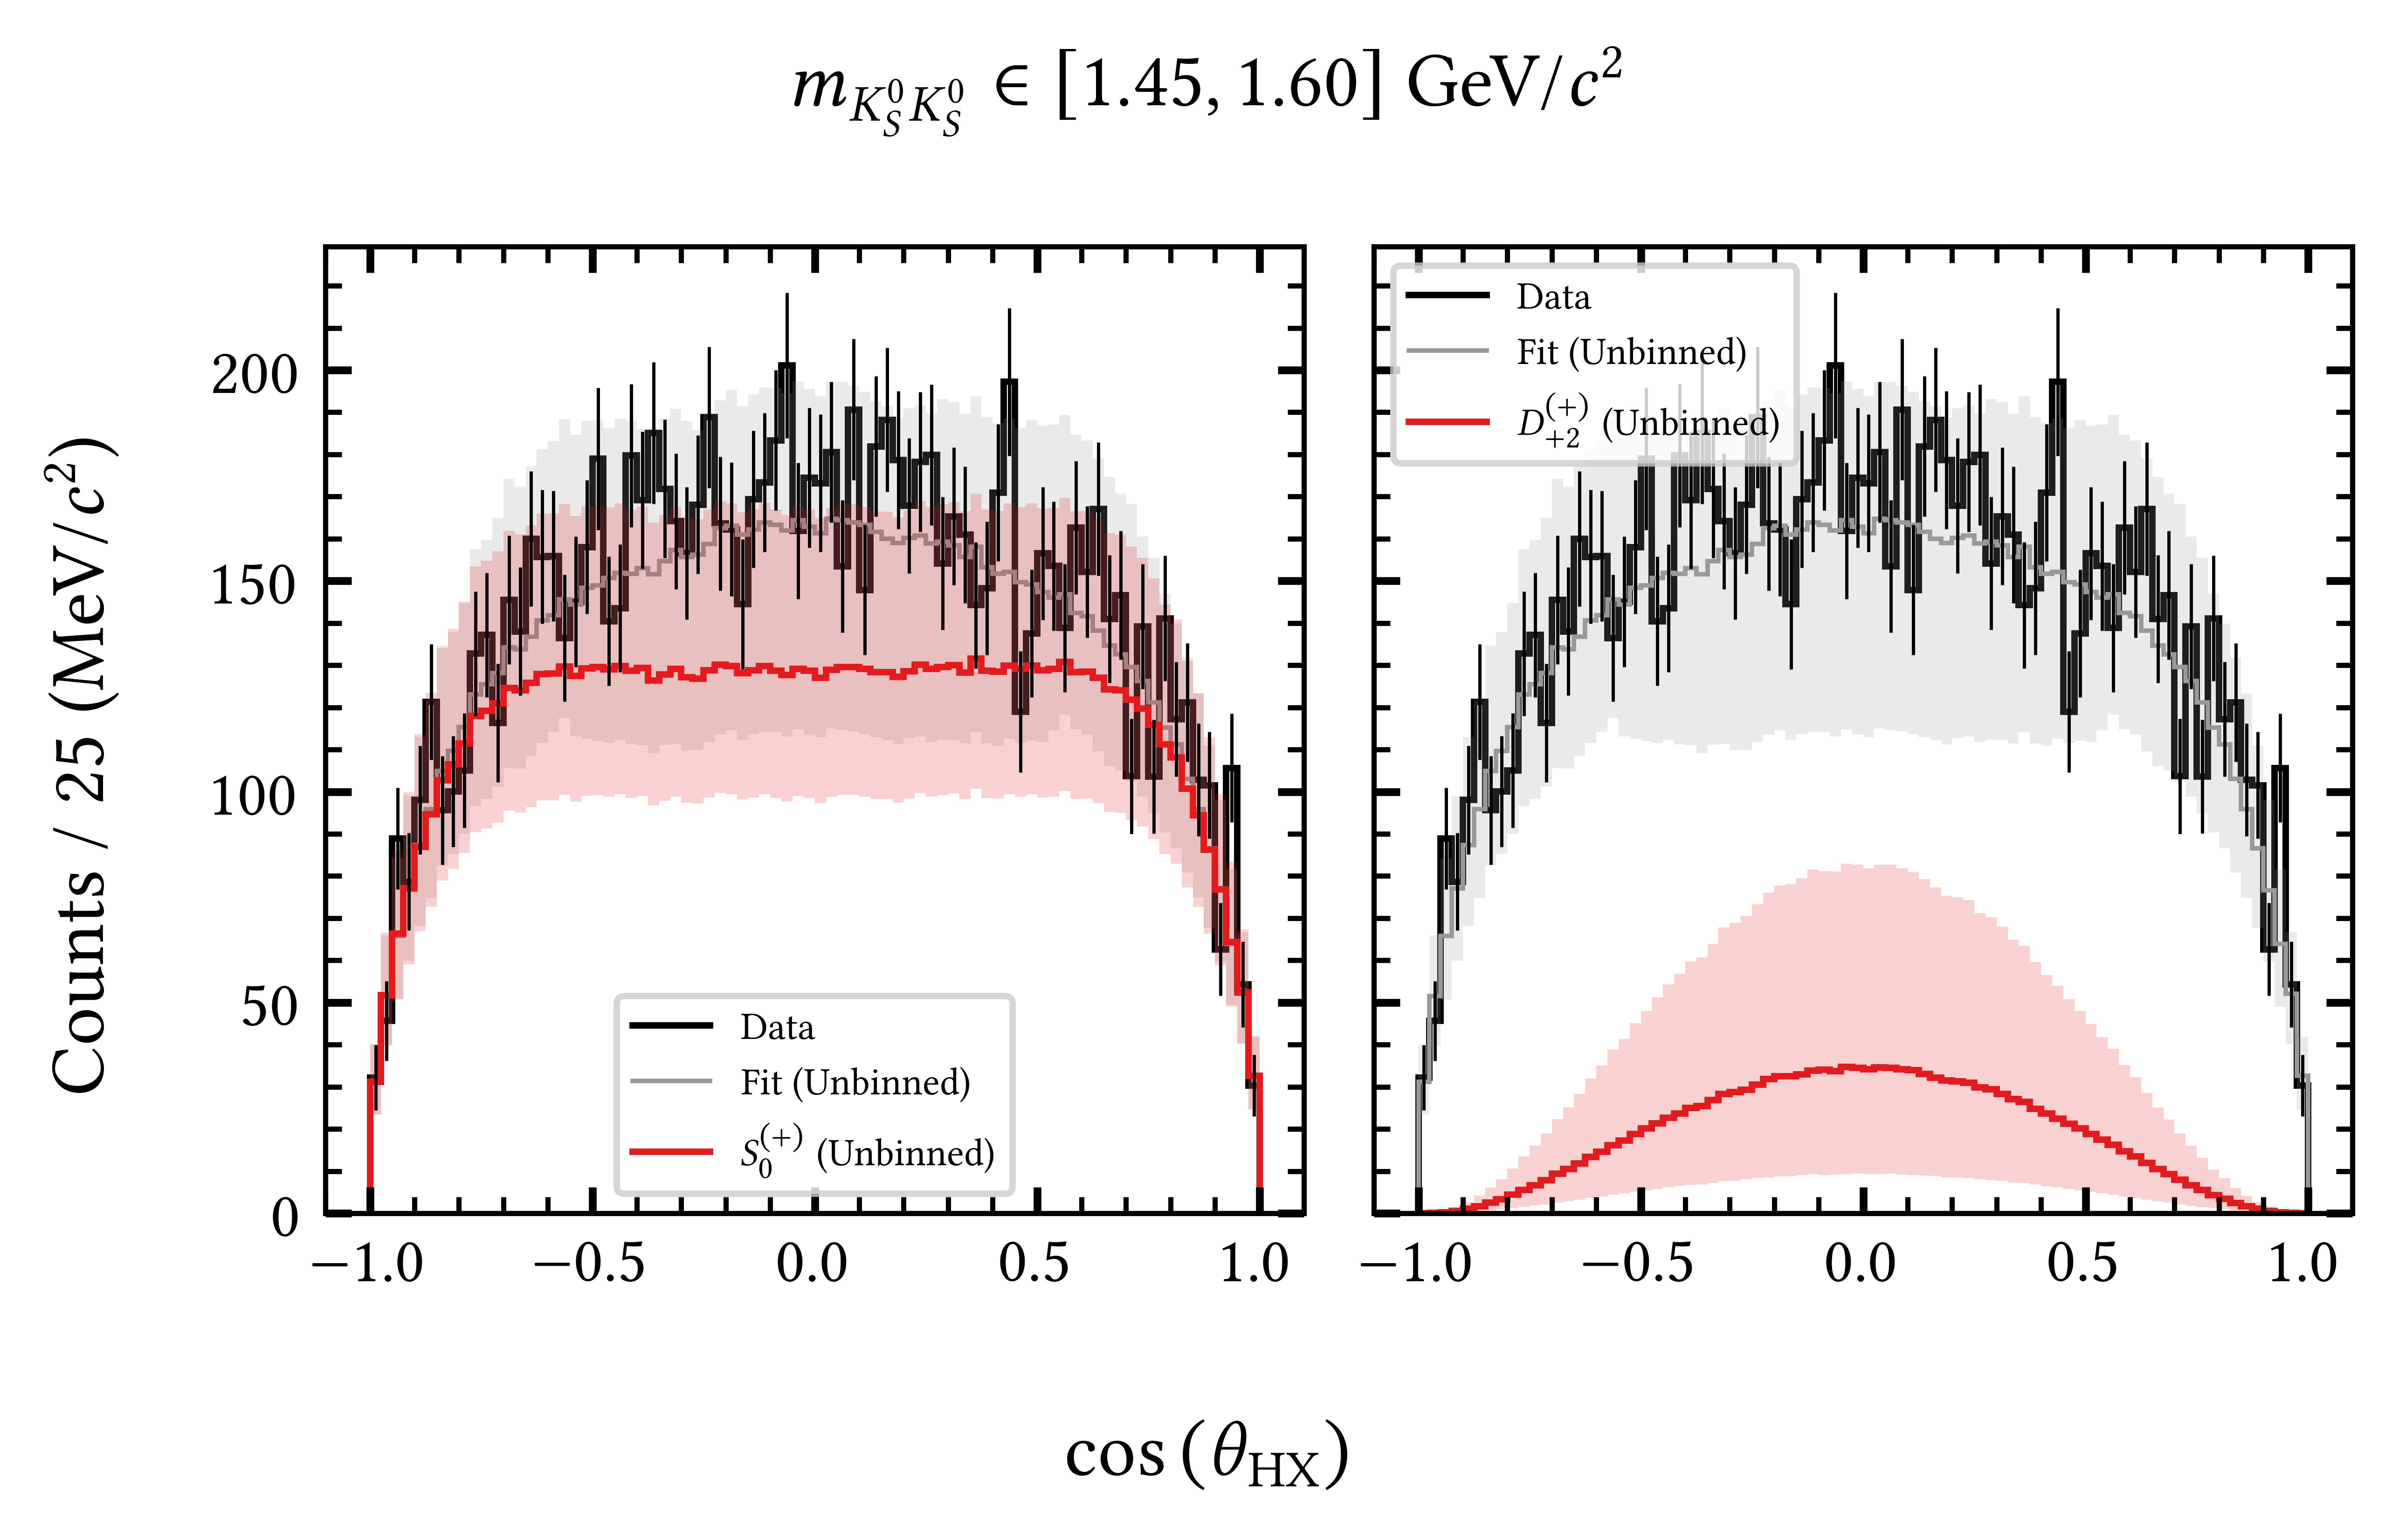 m_{K_S^0 K_S^0} ∈ [1.45, 1.60] GeV/c²
Counts / 25 (MeV/c²)
200
150
100
50
0
Data
Fit (Unbinned)
S_0^{(+)} (Unbinned)
−1.0 −0.5 0.0 0.5 1.0
Data
Fit (Unbinned)
D_{+2}^{(+)} (Unbinned)
−1.0 −0.5 0.0 0.5 1.0
cos (θ_{HX})